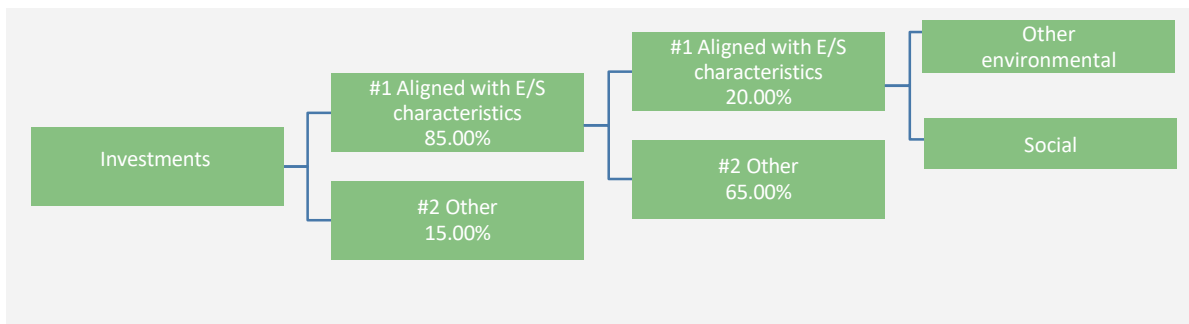 Investments
#1 Aligned with E/S
characteristics
85.00%
#2 Other
15.00%
#1 Aligned with E/S
characteristics
20.00%
#2 Other
65.00%
Other
environmental
Social